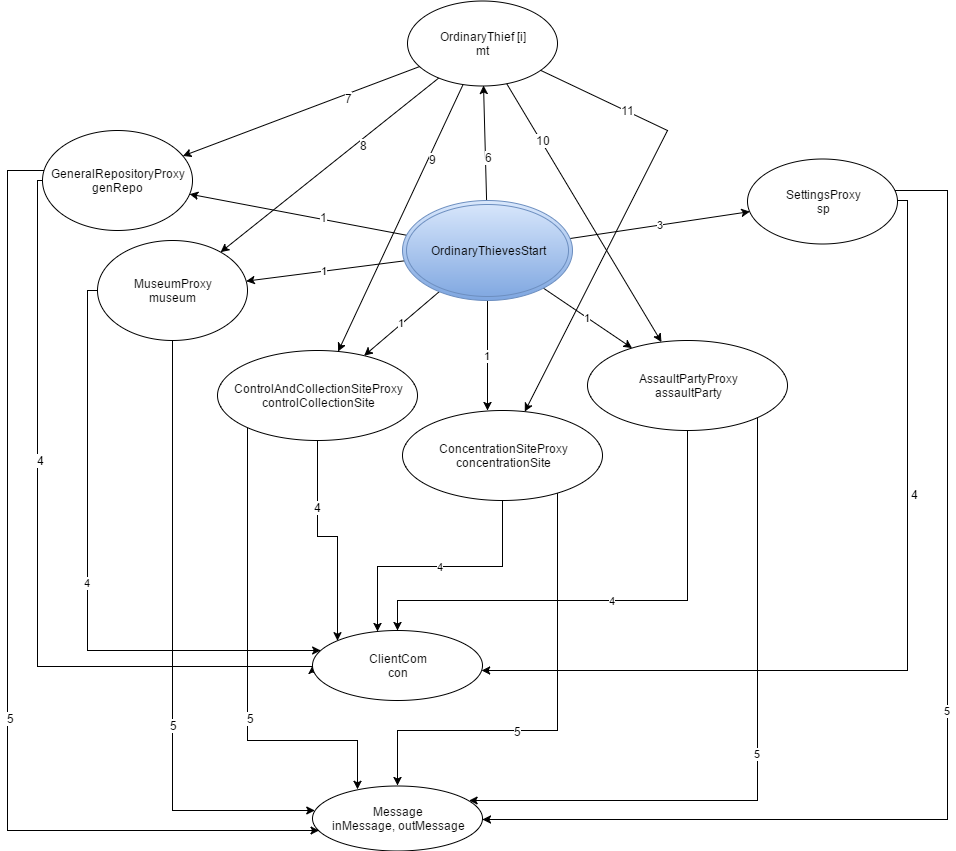 OrdinaryThief [i]
mt
7
11
8
10
9
6
GeneralRepositoryProxy
genRepo
SettingsProxy
sp
1
3
OrdinaryThievesStart
1
MuseumProxy
museum
1
1
1
AssaultPartyProxy
assaultParty
ControlAndCollectionSiteProxy
controlCollectionSite
ConcentrationSiteProxy
concentrationSite
4
4
4
4
4
4
ClientCom
con
5
5
5
5
5
5
Message
inMessage, outMessage